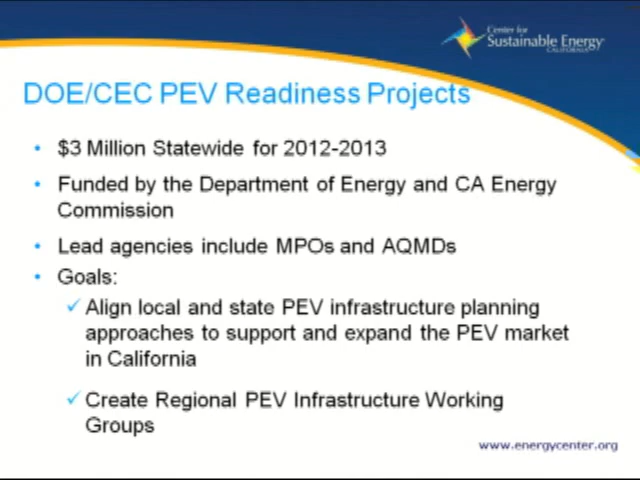 Center for
Sustainable Energy
CALIFORNIA
DOE/CEC PEV Readiness Projects
• $3 Million Statewide for 2012-2013
• Funded by the Department of Energy and CA Energy
Commission
• Lead agencies include MPOs and AQMDs
• Goals:
✓ Align local and state PEV infrastructure planning
approaches to support and expand the PEV market
in California
✓ Create Regional PEV Infrastructure Working
Groups
www.energycenter.org